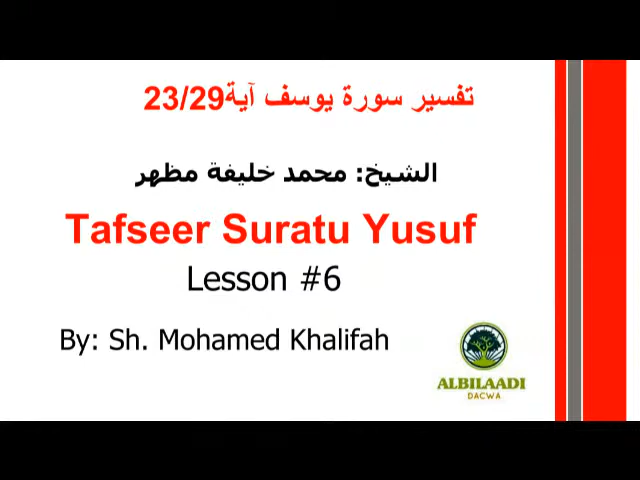 تفسير سورة يوسف آية23/29
الشيخ: محمد خليفة مظهر
Tafseer Suratu Yusuf
Lesson #6
By: Sh. Mohamed Khalifah
ALBILAADI
DACWA